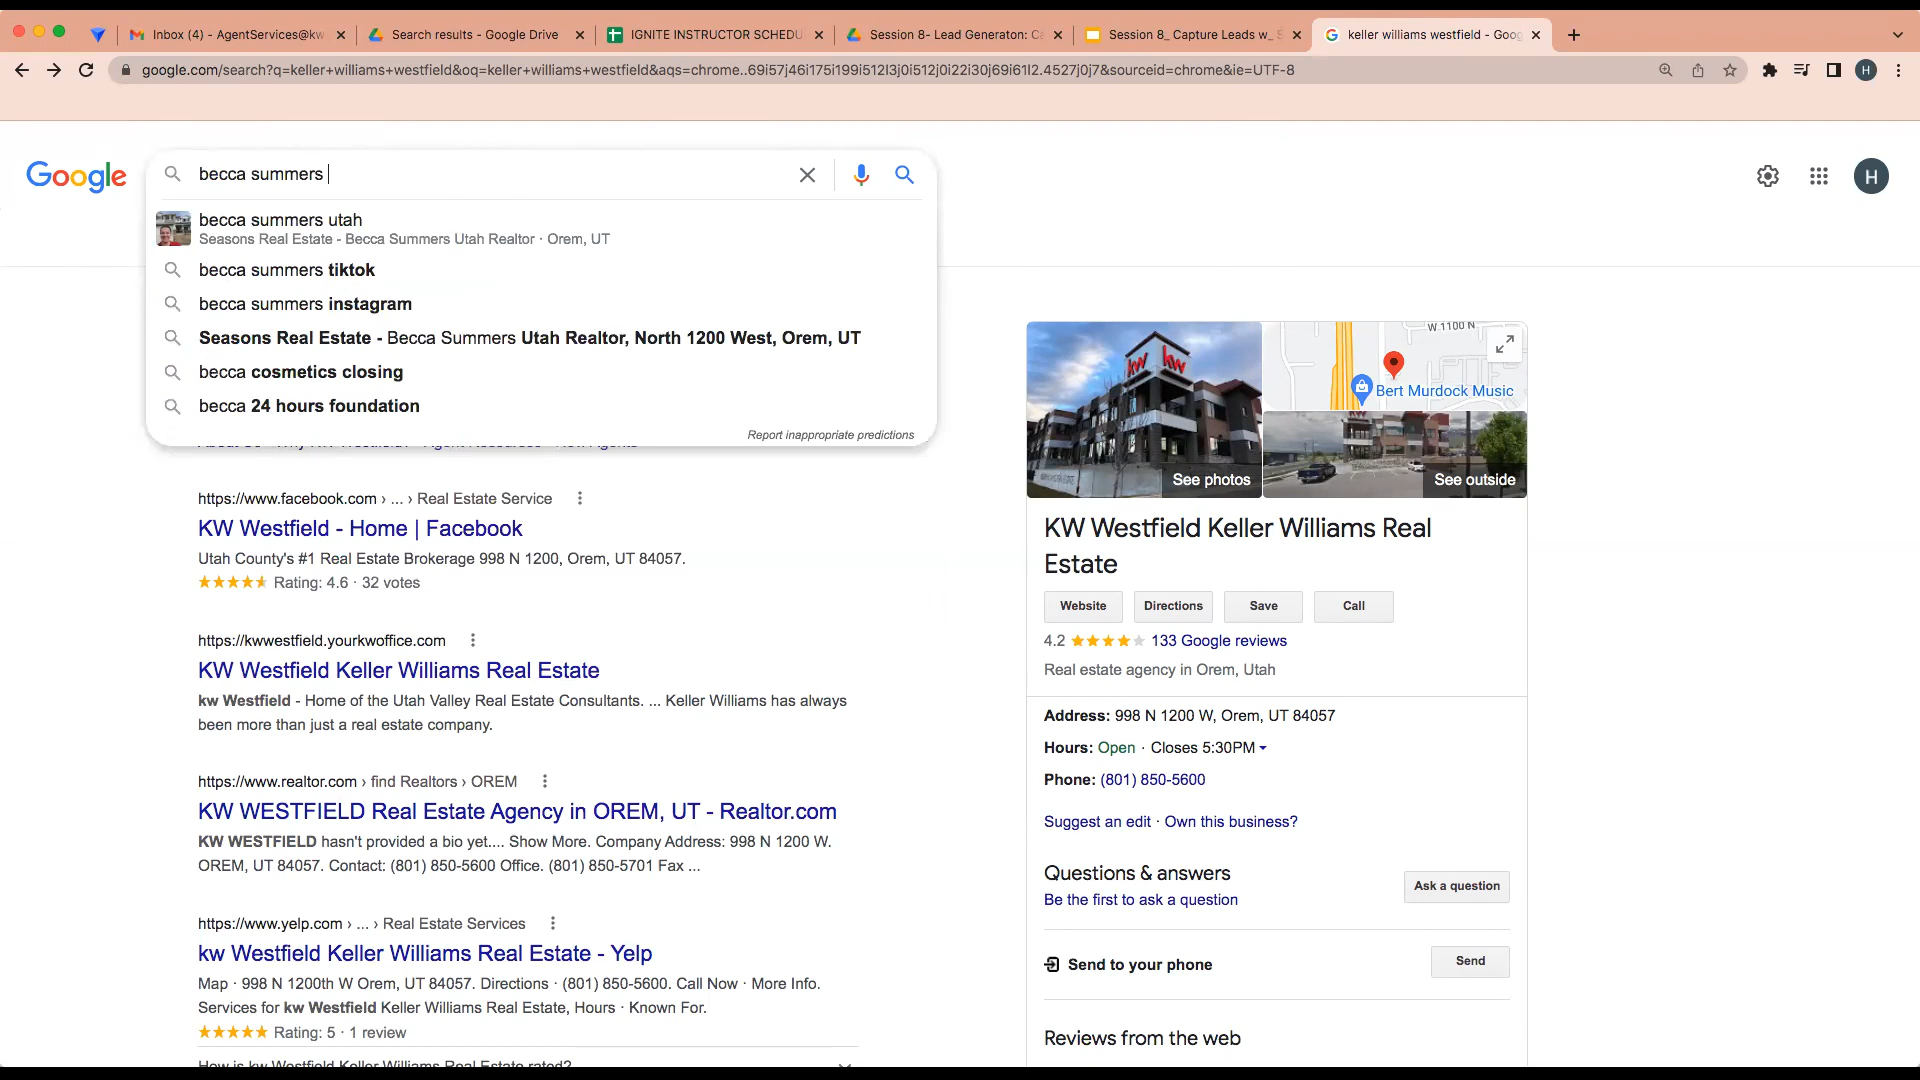 Inbox (4) - AgentServices@kw
Search results - Google Drive
IGNITE INSTRUCTOR SCHEDU
Session 8- Lead Generaton: Ca
Session 8_ Capture Leads w_ S
keller williams westfield - Goog
google.com/search?q=keller+williams+westfield&oq=keller+williams+westfield&aqs=chrome..69i57j46i175i199i512l3j0i512j0i22i30j69i61l2.4527j0j7&sourceid=chrome&ie=UTF-8
H
Google
becca summers
H
becca summers utah
Seasons Real Estate - Becca Summers Utah Realtor · Orem, UT
becca summers tiktok
becca summers instagram
Seasons Real Estate - Becca Summers Utah Realtor, North 1200 West, Orem, UT
becca cosmetics closing
becca 24 hours foundation
Report inappropriate predictions
https://www.facebook.com › ... › Real Estate Service
KW Westfield - Home | Facebook
Utah County's #1 Real Estate Brokerage 998 N 1200, Orem, UT 84057.
Rating: 4.6 · 32 votes
https://kwwestfield.yourkwoffice.com
KW Westfield Keller Williams Real Estate
kw Westfield - Home of the Utah Valley Real Estate Consultants. ... Keller Williams has always
been more than just a real estate company.
https://www.realtor.com › find Realtors › OREM
KW WESTFIELD Real Estate Agency in OREM, UT - Realtor.com
KW WESTFIELD hasn't provided a bio yet.... Show More. Company Address: 998 N 1200 W.
OREM, UT 84057. Contact: (801) 850-5600 Office. (801) 850-5701 Fax ...
https://www.yelp.com › ... › Real Estate Services
kw Westfield Keller Williams Real Estate - Yelp
Map · 998 N 1200th W Orem, UT 84057. Directions · (801) 850-5600. Call Now · More Info.
Services for kw Westfield Keller Williams Real Estate, Hours · Known For.
Rating: 5 · 1 review
How is kw Westfield Keller Williams Real Estate rated?
kw kw
See photos
W 1100 N
Bert Murdock Music
See outside
KW Westfield Keller Williams Real
Estate
Website Directions Save Call
4.2 133 Google reviews
Real estate agency in Orem, Utah
Address: 998 N 1200 W, Orem, UT 84057
Hours: Open · Closes 5:30PM
Phone: (801) 850-5600
Suggest an edit · Own this business?
Questions & answers
Be the first to ask a question
Ask a question
Send to your phone
Send
Reviews from the web